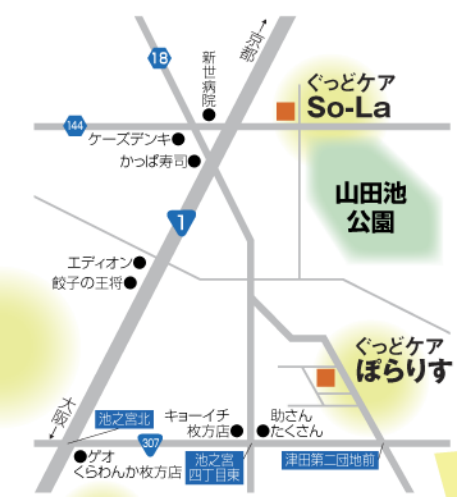 18
新世病院
↑京都
ぐっどケア
So-La
144
ケーズデンキ
かっぱ寿司
山田池
公園
1
エディオン
餃子の王将
ぐっどケア
ぽらりす
大阪↓
池之宮北
キョーイチ
枚方店
助さん
たくさん
307
ゲオ
くらわんか枚方店
池之宮
四丁目東
津田第二団地前